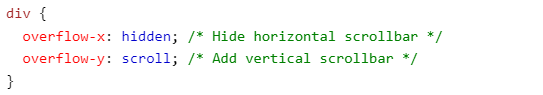 div {
  overflow-x: hidden; /* Hide horizontal scrollbar */
  overflow-y: scroll; /* Add vertical scrollbar */
}